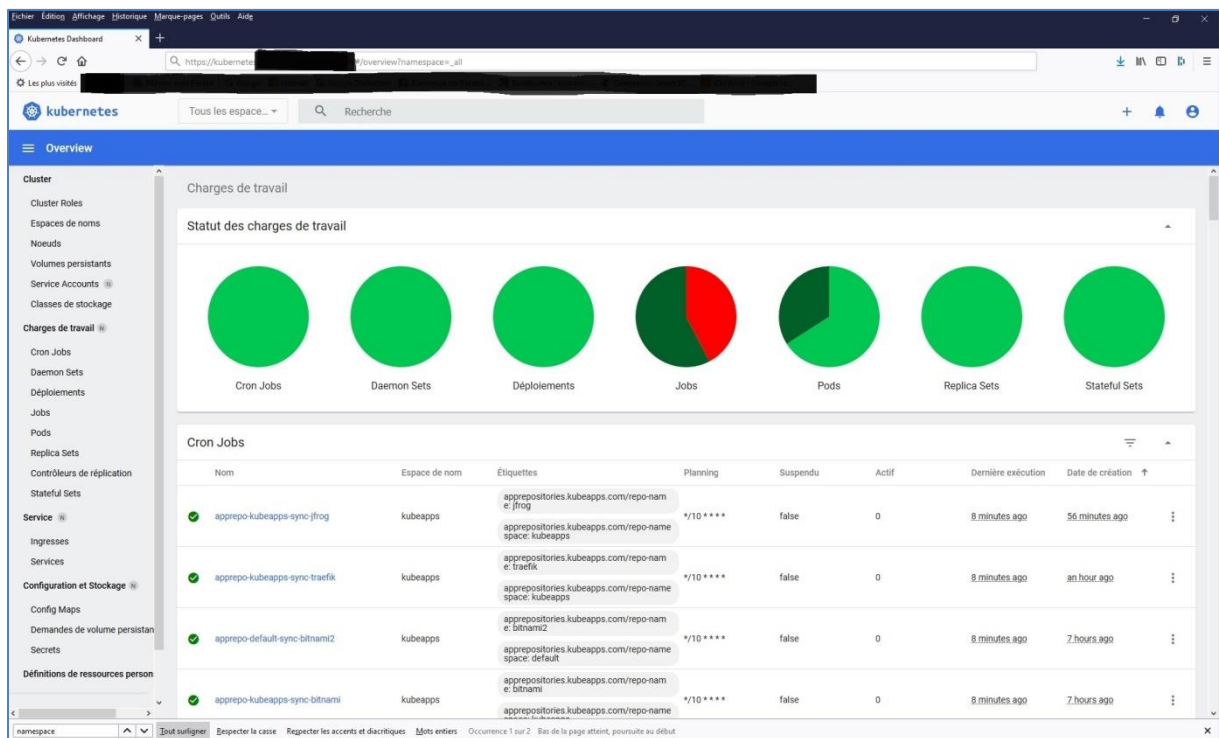 Fichier Édition Affichage Historique Marque-pages Outils Aide
Kubernetes Dashboard
https://kubernete #/overview?namespace=_all
Les plus visités
kubernetes
Tous les espace...
Recherche
Overview
Cluster
Cluster Roles
Espaces de noms
Noeuds
Volumes persistants
Service Accounts N
Classes de stockage
Charges de travail N
Cron Jobs
Daemon Sets
Déploiements
Jobs
Pods
Replica Sets
Contrôleurs de réplication
Stateful Sets
Service N
Ingresses
Services
Configuration et Stockage N
Config Maps
Demandes de volume persistan
Secrets
Définitions de ressources person
Charges de travail
Statut des charges de travail
Cron Jobs Daemon Sets Déploiements Jobs Pods Replica Sets Stateful Sets
Cron Jobs
Nom Espace de nom Étiquettes Planning Suspendu Actif Dernière exécution Date de création
apprepo-kubeapps-sync-jfrog kubeapps
apprepositories.kubeapps.com/repo-nam
e: jfrog
apprepositories.kubeapps.com/repo-name
space: kubeapps
*/10 * * * * false 0 8 minutes ago 56 minutes ago
apprepo-kubeapps-sync-traefik kubeapps
apprepositories.kubeapps.com/repo-nam
e: traefik
apprepositories.kubeapps.com/repo-name
space: kubeapps
*/10 * * * * false 0 8 minutes ago an hour ago
apprepo-default-sync-bitnami2 kubeapps
apprepositories.kubeapps.com/repo-nam
e: bitnami2
apprepositories.kubeapps.com/repo-name
space: default
*/10 * * * * false 0 8 minutes ago 7 hours ago
apprepo-kubeapps-sync-bitnami kubeapps
apprepositories.kubeapps.com/repo-nam
e: bitnami
apprepositories.kubeapps.com/repo-name
*/10 * * * * false 0 8 minutes ago 7 hours ago
namespace Tout surligner Respecter la casse Respecter les accents et diacritiques Mots entiers Occurrence 1 sur 2 Bas de la page atteint, poursuite au début